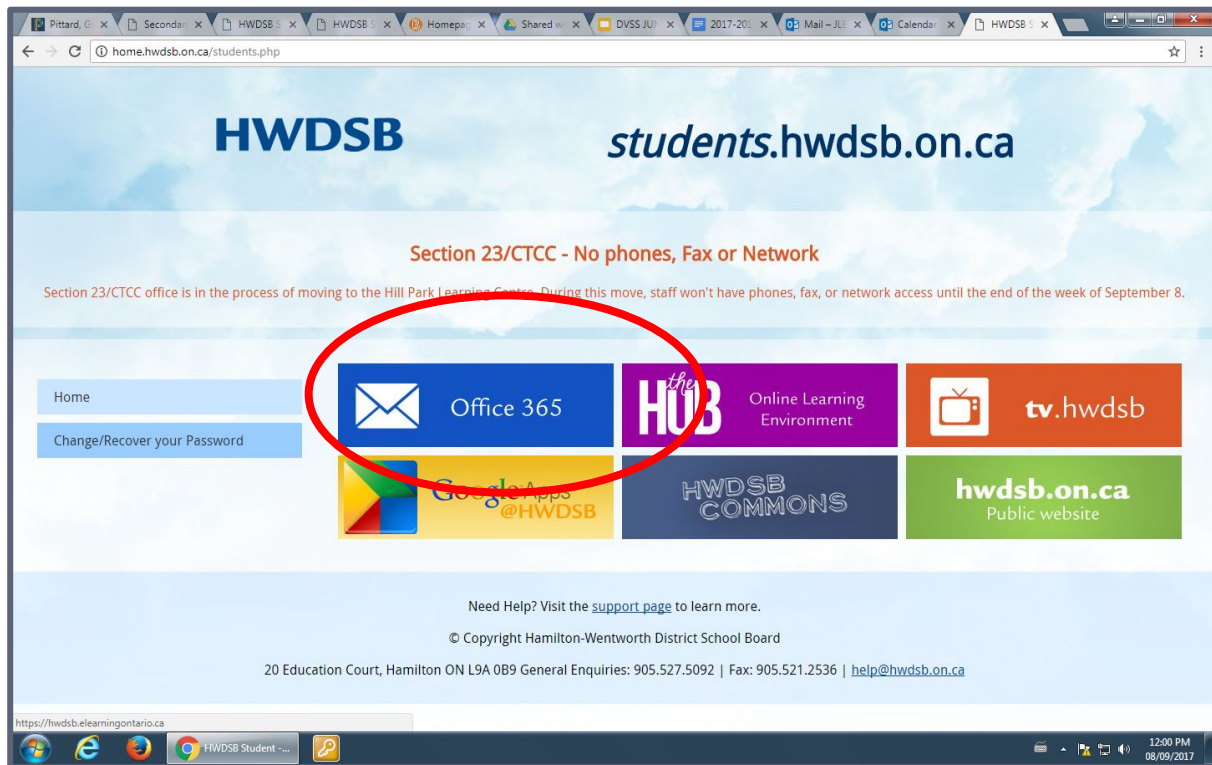 Pittard, G
Secondar
HWDSB S
HWDSB S
Homepag
Shared w
DVSS JUN
2017-201
Mail – JLE
Calendar
HWDSB S
home.hwdsb.on.ca/students.php
HWDSB
students.hwdsb.on.ca
Section 23/CTCC - No phones, Fax or Network
Section 23/CTCC office is in the process of moving to the Hill Park Learning Centre. During this move, staff won't have phones, fax, or network access until the end of the week of September 8.
Home
Change/Recover your Password
Office 365
the HUB
Online Learning
Environment
tv.hwdsb
Google Apps
@HWDSB
HWDSB
COMMONS
hwdsb.on.ca
Public website
Need Help? Visit the support page to learn more.
© Copyright Hamilton-Wentworth District School Board
20 Education Court, Hamilton ON L9A 0B9 General Enquiries: 905.527.5092 | Fax: 905.521.2536 | help@hwdsb.on.ca
https://hwdsb.elearningontario.ca
HWDSB Student -...
12:00 PM
08/09/2017